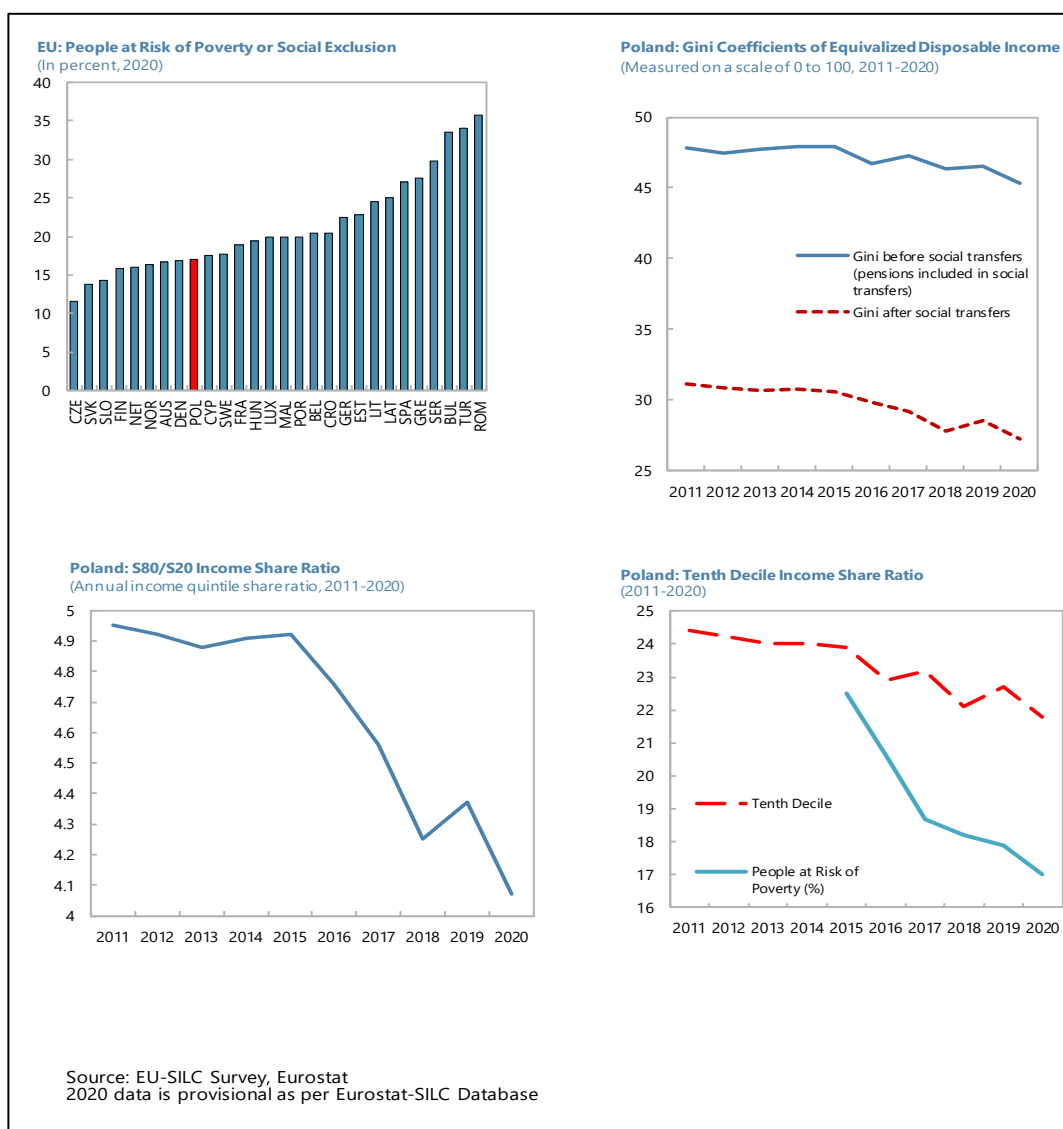 EU: People at Risk of Poverty or Social Exclusion
(In percent, 2020)
40
35
30
25
20
15
10
5
0
CZE
SVK
SLO
FIN
NET
NOR
AUS
DEN
POL
CYP
SWE
FRA
HUN
LUX
MAL
POR
BEL
CRO
GER
EST
LIT
LAT
SPA
GRE
SER
BUL
TUR
ROM
Poland: Gini Coefficients of Equivalized Disposable Income
(Measured on a scale of 0 to 100, 2011-2020)
50
45
40
35
30
25
Gini before social transfers
(pensions included in social
transfers)
Gini after social transfers
2011 2012 2013 2014 2015 2016 2017 2018 2019 2020
Poland: S80/S20 Income Share Ratio
(Annual income quintile share ratio, 2011-2020)
5
4.9
4.8
4.7
4.6
4.5
4.4
4.3
4.2
4.1
4
2011 2012 2013 2014 2015 2016 2017 2018 2019 2020
Poland: Tenth Decile Income Share Ratio
(2011-2020)
25
24
23
22
21
20
19
18
17
16
Tenth Decile
People at Risk of
Poverty (%)
2011 2012 2013 2014 2015 2016 2017 2018 2019 2020
Source: EU-SILC Survey, Eurostat
2020 data is provisional as per Eurostat-SILC Database